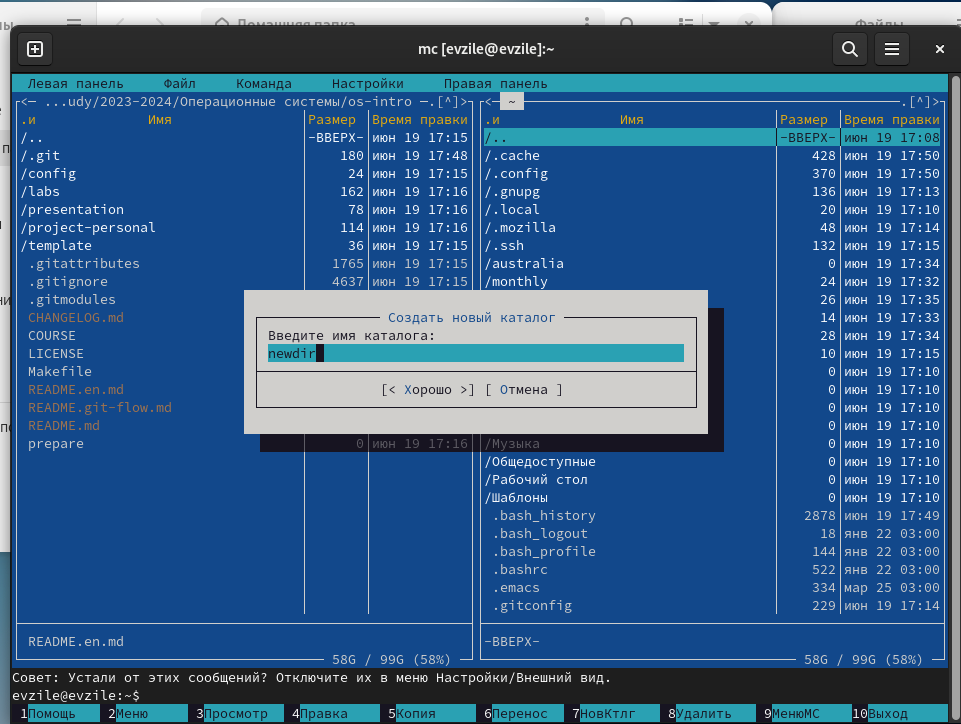 Домашняя папка
Файлы
mc [evzile@evzile]:~
Левая панель Файл Команда Настройки Правая панель
<─ ...udy/2023-2024/Операционные системы/os-intro ─.[^]> <─ ~ .[^]>
.и Имя Размер Время правки .и Имя Размер Время правки
/.. -ВВЕРХ- июн 19 17:15 /.. -ВВЕРХ- июн 19 17:08
/.git 180 июн 19 17:48 /.cache 428 июн 19 17:50
/config 24 июн 19 17:15 /.config 370 июн 19 17:50
/labs 162 июн 19 17:16 /.gnupg 136 июн 19 17:13
/presentation 78 июн 19 17:16 /.local 20 июн 19 17:10
/project-personal 114 июн 19 17:16 /.mozilla 48 июн 19 17:14
/template 36 июн 19 17:15 /.ssh 132 июн 19 17:15
.gitattributes 1765 июн 19 17:15 /australia 0 июн 19 17:34
.gitignore 4637 июн 19 17:15 /monthly 24 июн 19 17:32
.gitmodules 26 июн 19 17:35
CHANGELOG.md Создать новый каталог 14 июн 19 17:33
COURSE Введите имя каталога: 28 июн 19 17:34
LICENSE newdir 10 июн 19 17:15
Makefile 0 июн 19 17:10
README.en.md [< Хорошо >] [ Отмена ] 0 июн 19 17:10
README.git-flow.md 0 июн 19 17:10
README.md 0 июн 19 17:10
prepare 0 июн 19 17:16 /Музыка 0 июн 19 17:10
/Общедоступные 0 июн 19 17:10
/Рабочий стол 0 июн 19 17:10
/Шаблоны 0 июн 19 17:10
.bash_history 2878 июн 19 17:49
.bash_logout 18 янв 22 03:00
.bash_profile 144 янв 22 03:00
.bashrc 522 янв 22 03:00
.emacs 334 мар 25 03:00
.gitconfig 229 июн 19 17:14
README.en.md -ВВЕРХ-
58G / 99G (58%) 58G / 99G (58%)
Совет: Устали от этих сообщений? Отключите их в меню Настройки/Внешний вид.
evzile@evzile:~$
1Помощь 2Меню 3Просмотр 4Правка 5Копия 6Перенос 7НовКтлг 8Удалить 9МенюMC 10Выход